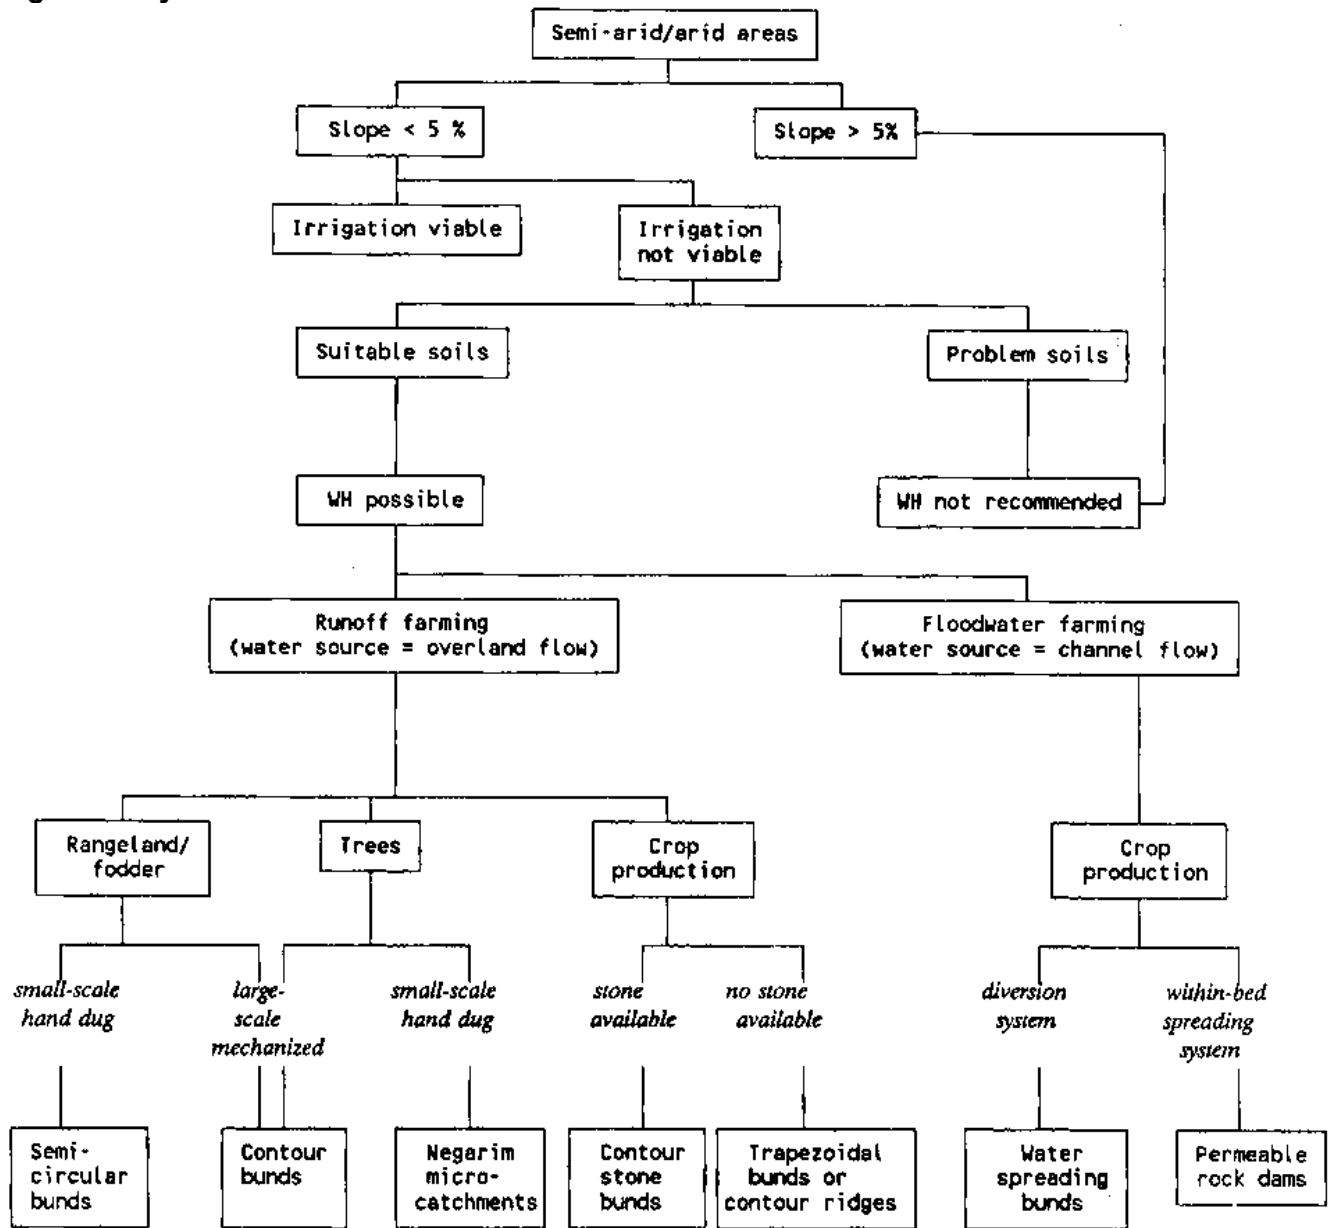 Semi-arid/arid areas
Slope < 5 %
Slope > 5%
Irrigation viable
Irrigation
not viable
Suitable soils
Problem soils
WH possible
WH not recommended
Runoff farming
(water source = overland flow)
Floodwater farming
(water source = channel flow)
Rangeland/
fodder
Trees
Crop
production
Crop
production
small-scale
hand dug
large-
scale
mechanized
small-scale
hand dug
stone
available
no stone
available
diversion
system
within-bed
spreading
system
Semi-
circular
bunds
Contour
bunds
Negarim
micro-
catchments
Contour
stone
bunds
Trapezoidal
bunds or
contour ridges
Water
spreading
bunds
Permeable
rock dams